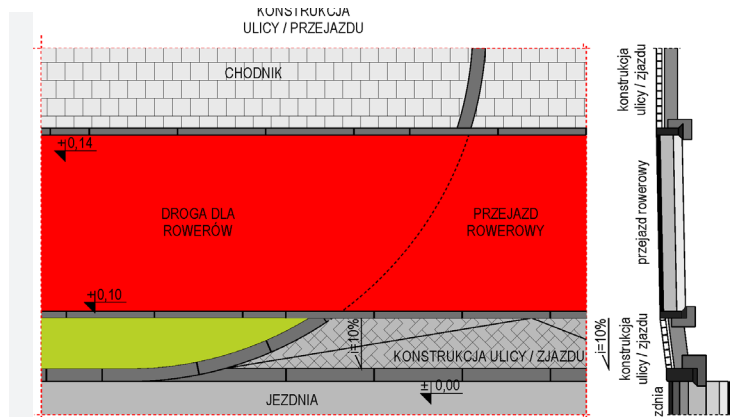 KONSTRUKCJA
ULICY / PRZEJAZDU
CHODNIK
±0,14
DROGA DLA
ROWERÓW
PRZEJAZD
ROWEROWY
±0,10
i=10%
KONSTRUKCJA ULICY / ZJAZDU
i=10%
JEZDNIA
± 0,00
konstrukcja
ulicy / zjazdu
przejazd rowerowy
konstrukcja
ulicy / zjazdu
zdnia